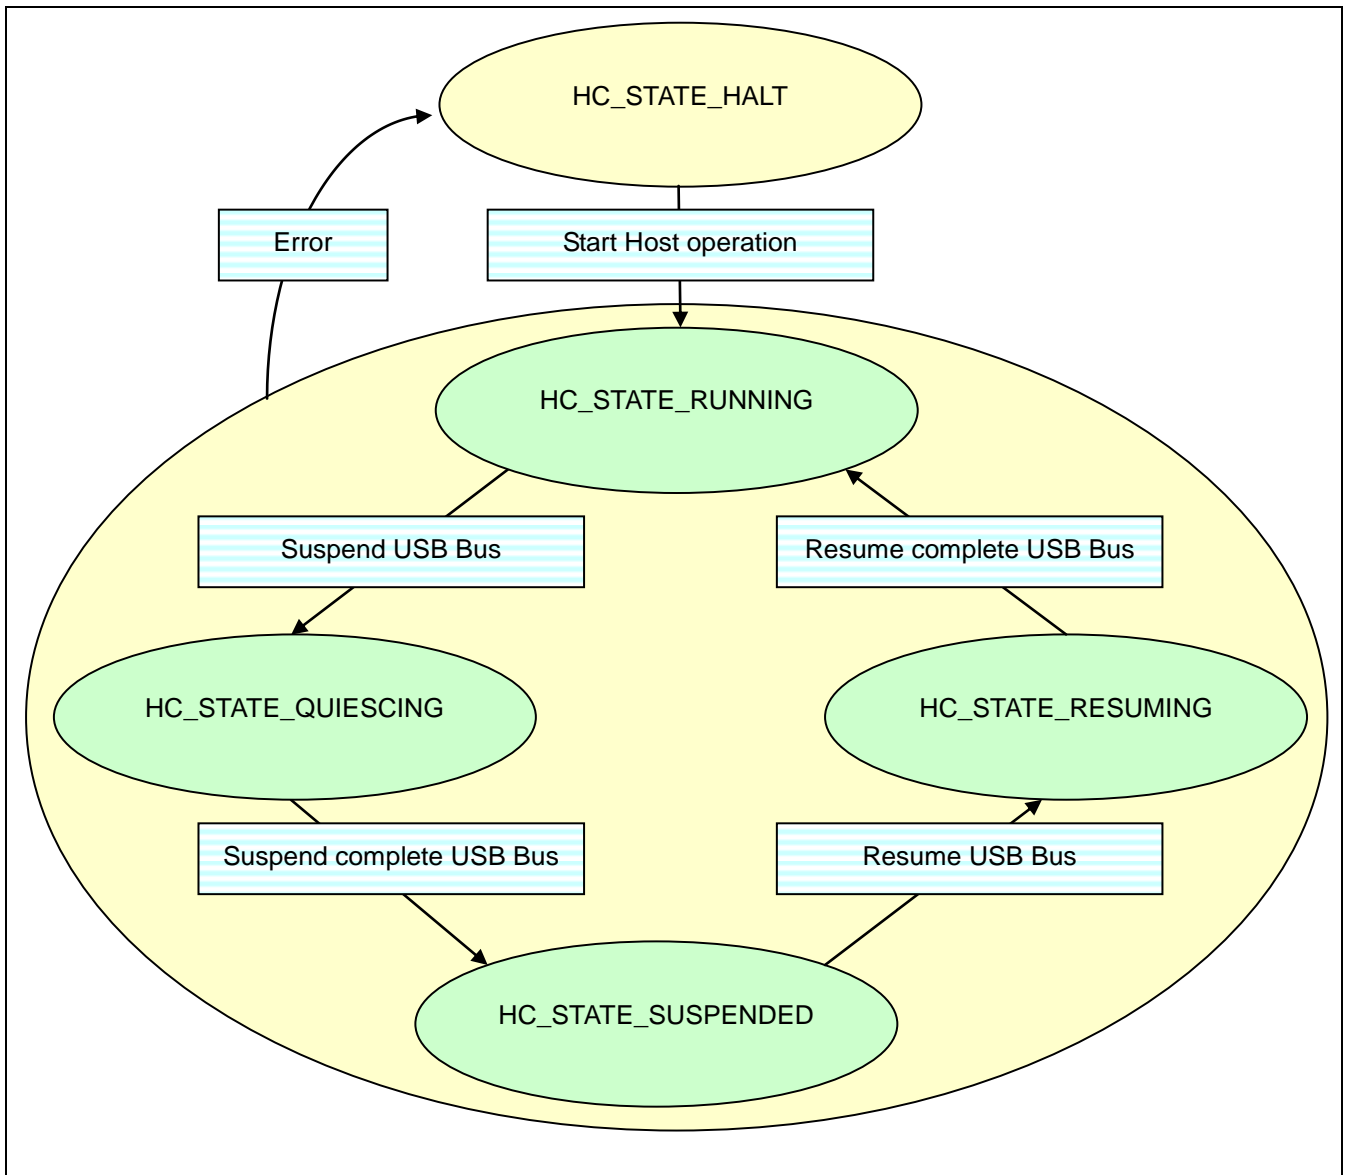 HC_STATE_HALT
Error
Start Host operation
HC_STATE_RUNNING
Suspend USB Bus
Resume complete USB Bus
HC_STATE_QUIESCING
HC_STATE_RESUMING
Suspend complete USB Bus
Resume USB Bus
HC_STATE_SUSPENDED